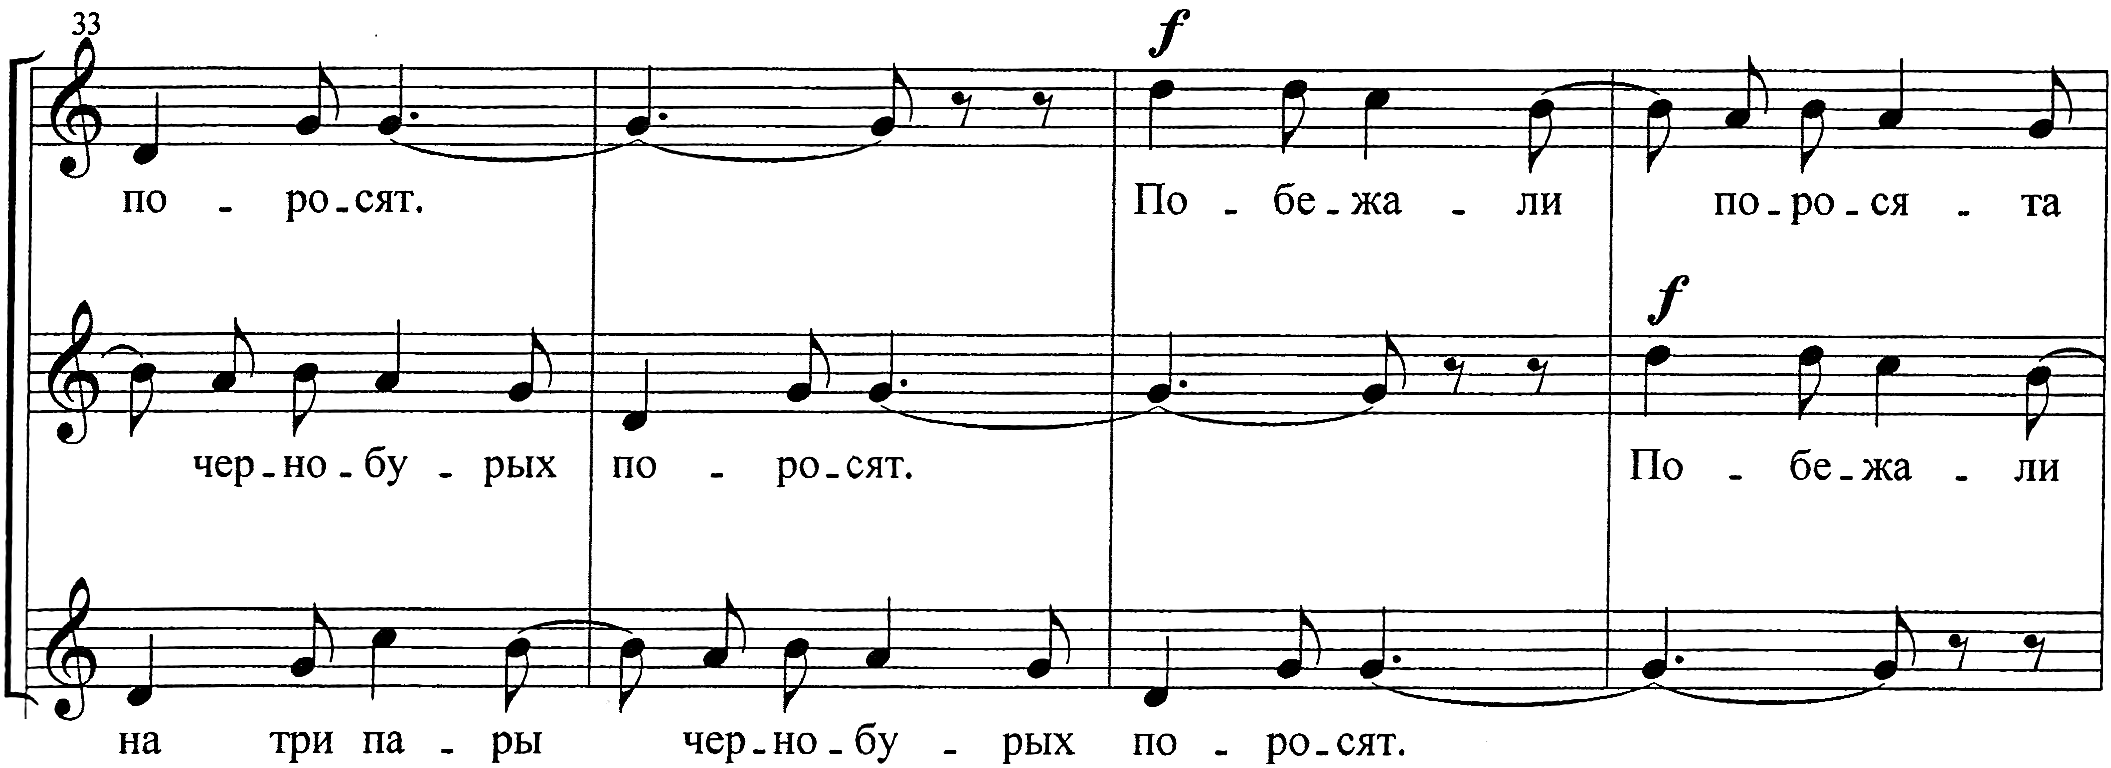 33
f
по - ро - сят. По - бе - жа - ли по - ро - ся - та
f
чер - но - бу - рых по - ро - сят. По - бе - жа - ли
на три па - ры чер - но - бу - рых по - ро - сят.